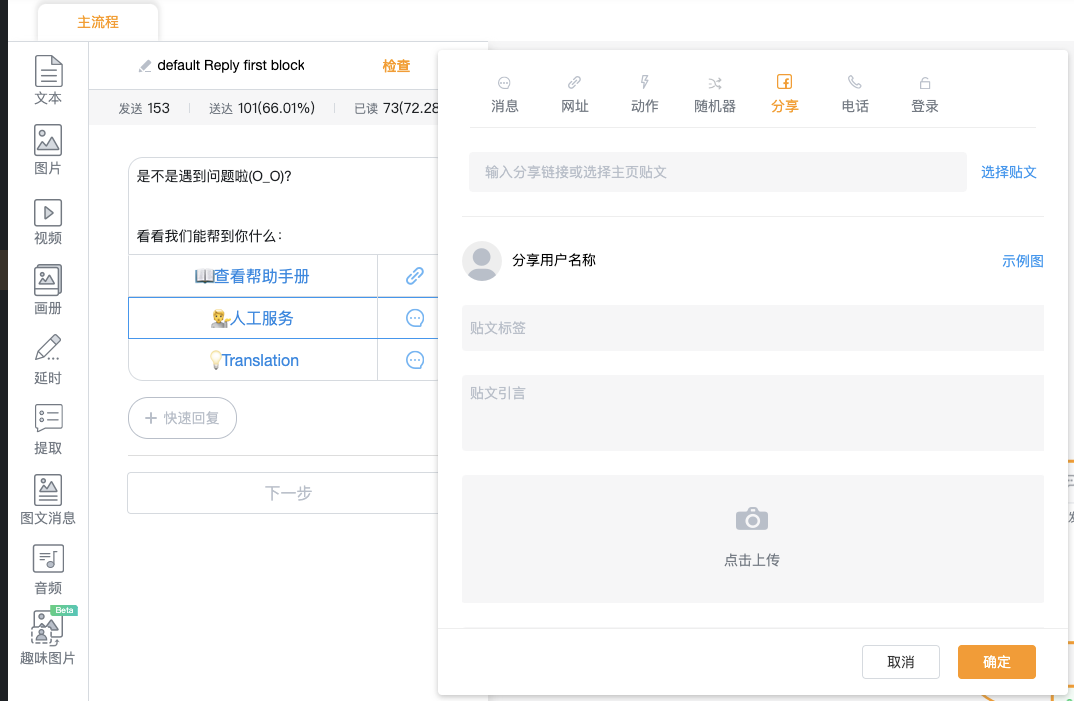 主流程
文本
图片
视频
画册
延时
提取
图文消息
音频
Beta
趣味图片
default Reply first block
检查
发送 153
送达 101(66.01%)
已读 73(72.28
是不是遇到问题啦(O_O)?
看看我们能帮到你什么:
📖查看帮助手册
💁人工服务
💡Translation
+ 快速回复
下一步
消息
网址
动作
随机器
分享
电话
登录
输入分享链接或选择主页贴文
选择贴文
分享用户名称
示例图
贴文标签
贴文引言
点击上传
取消
确定